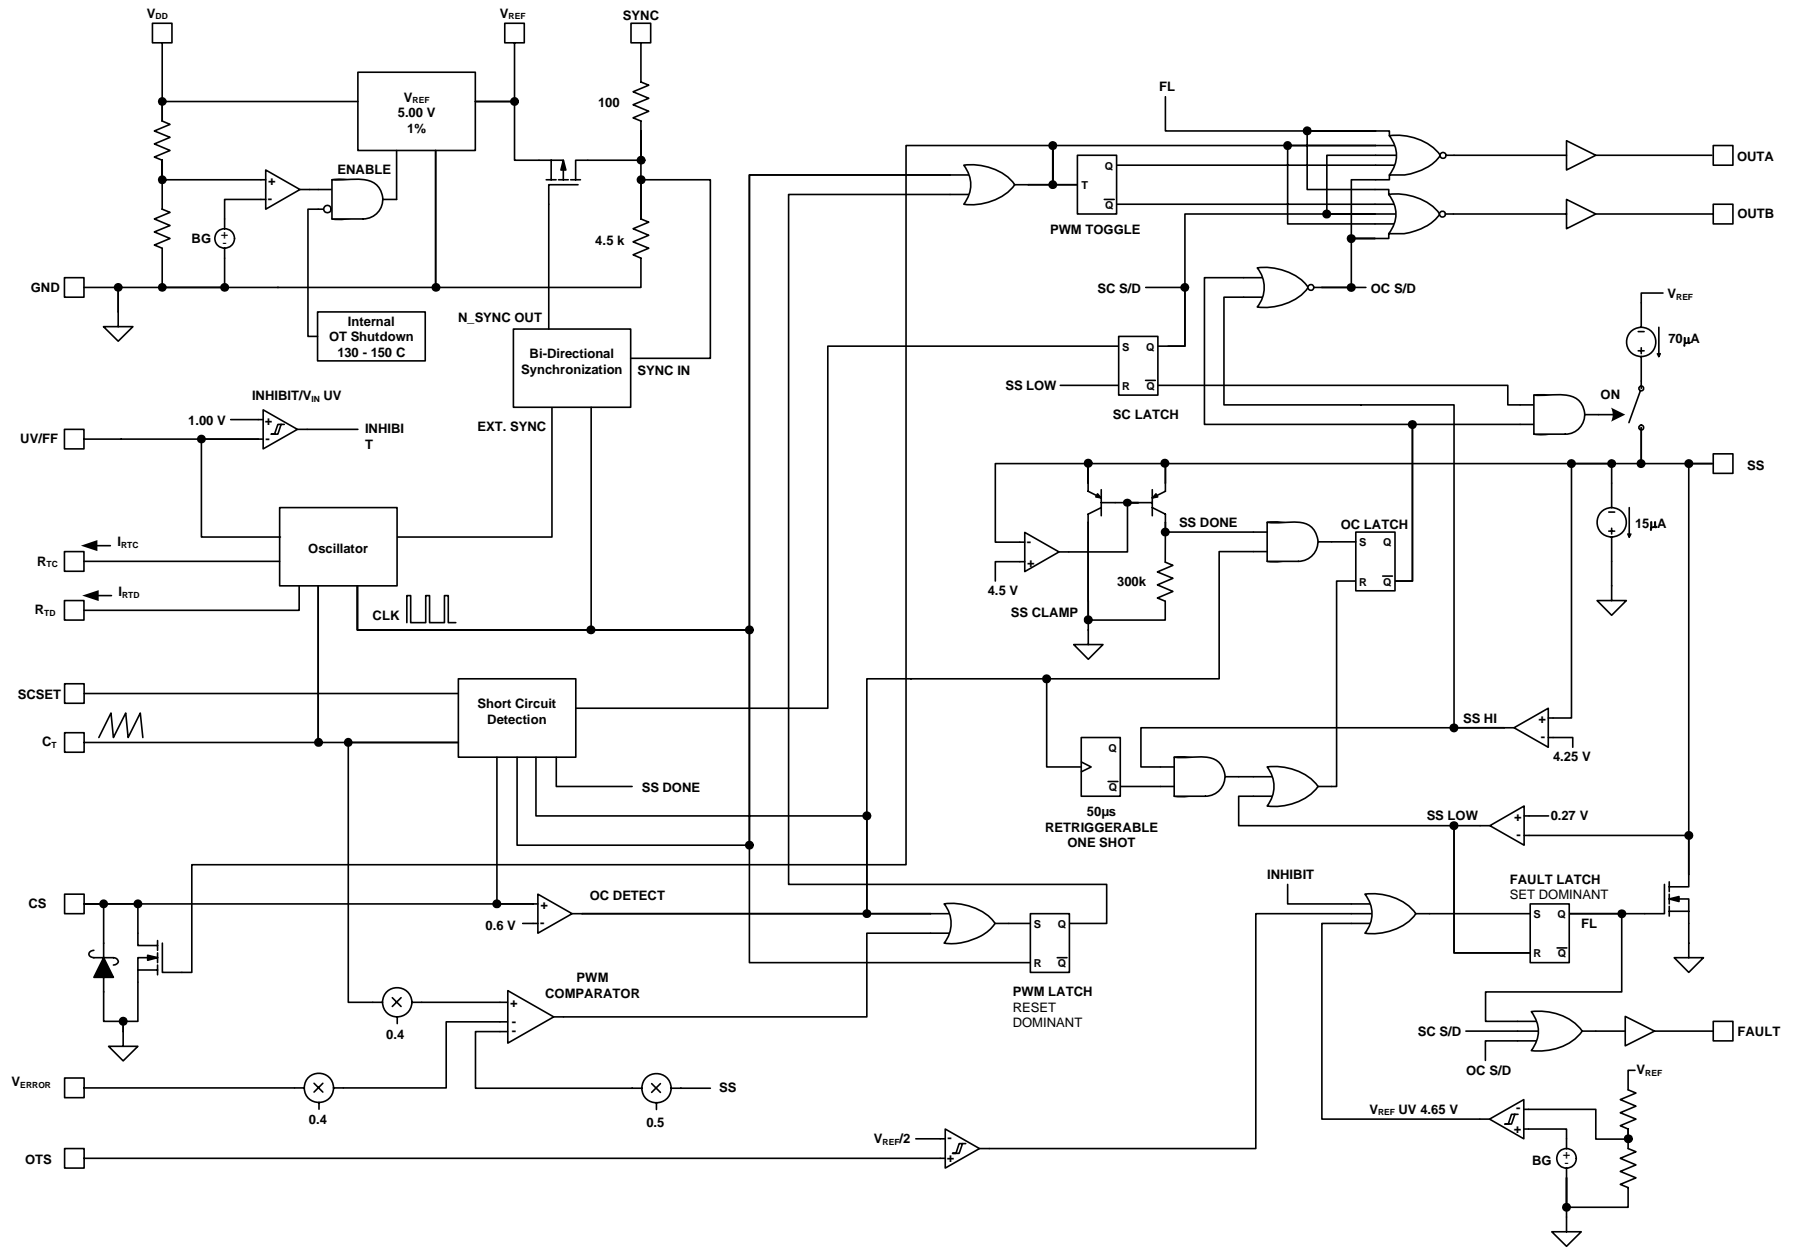 VDD
VREF
SYNC
VREF
5.00 V
1%
100
FL
ENABLE
+
-
BG
+
-
4.5 k
OUTA
T
Q
Q
PWM TOGGLE
OUTB
GND
SC S/D
OC S/D
Internal
OT Shutdown
130 - 150 C
N_SYNC OUT
Bi-Directional
Synchronization
SYNC IN
EXT. SYNC
VREF
70µA
S
Q
R
Q
SS LOW
SC LATCH
ON
INHIBIT/VIN UV
1.00 V
+
-
INHIBI
T
UV/FF
SS
15µA
IRTC
RTC
Oscillator
IRTD
RTD
CLK
SS DONE
OC LATCH
S
Q
R
Q
-
+
4.5 V
300k
SS CLAMP
SCSET
Short Circuit
Detection
CT
SS DONE
SS HI
+
-
4.25 V
Q
Q
50µs
RETRIGGERABLE
ONE SHOT
SS LOW
+
-
0.27 V
CS
OC DETECT
+
-
0.6 V
S
Q
R
Q
PWM LATCH
RESET
DOMINANT
INHIBIT
FAULT LATCH
SET DOMINANT
S
Q
FL
R
Q
PWM
COMPARATOR
+
-
-
0.4
SC S/D
OC S/D
FAULT
VERROR
0.4
0.5
SS
VREF
VREF UV 4.65 V
-
+
BG
+
-
OTS
VREF/2
-
+